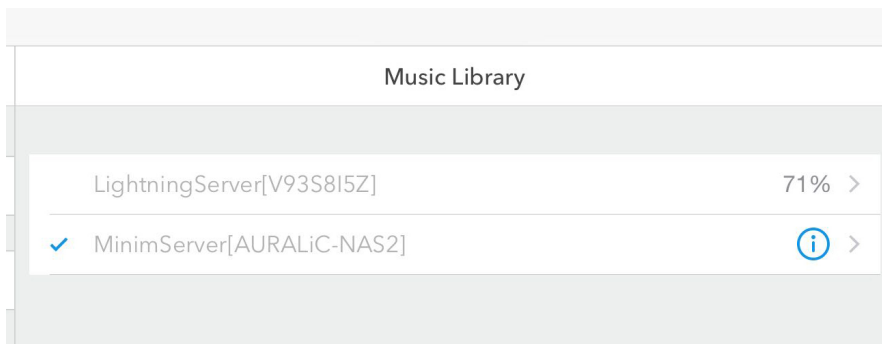 Music Library
LightningServer[V93S8I5Z] 71%
MinimServer[AURALiC-NAS2]